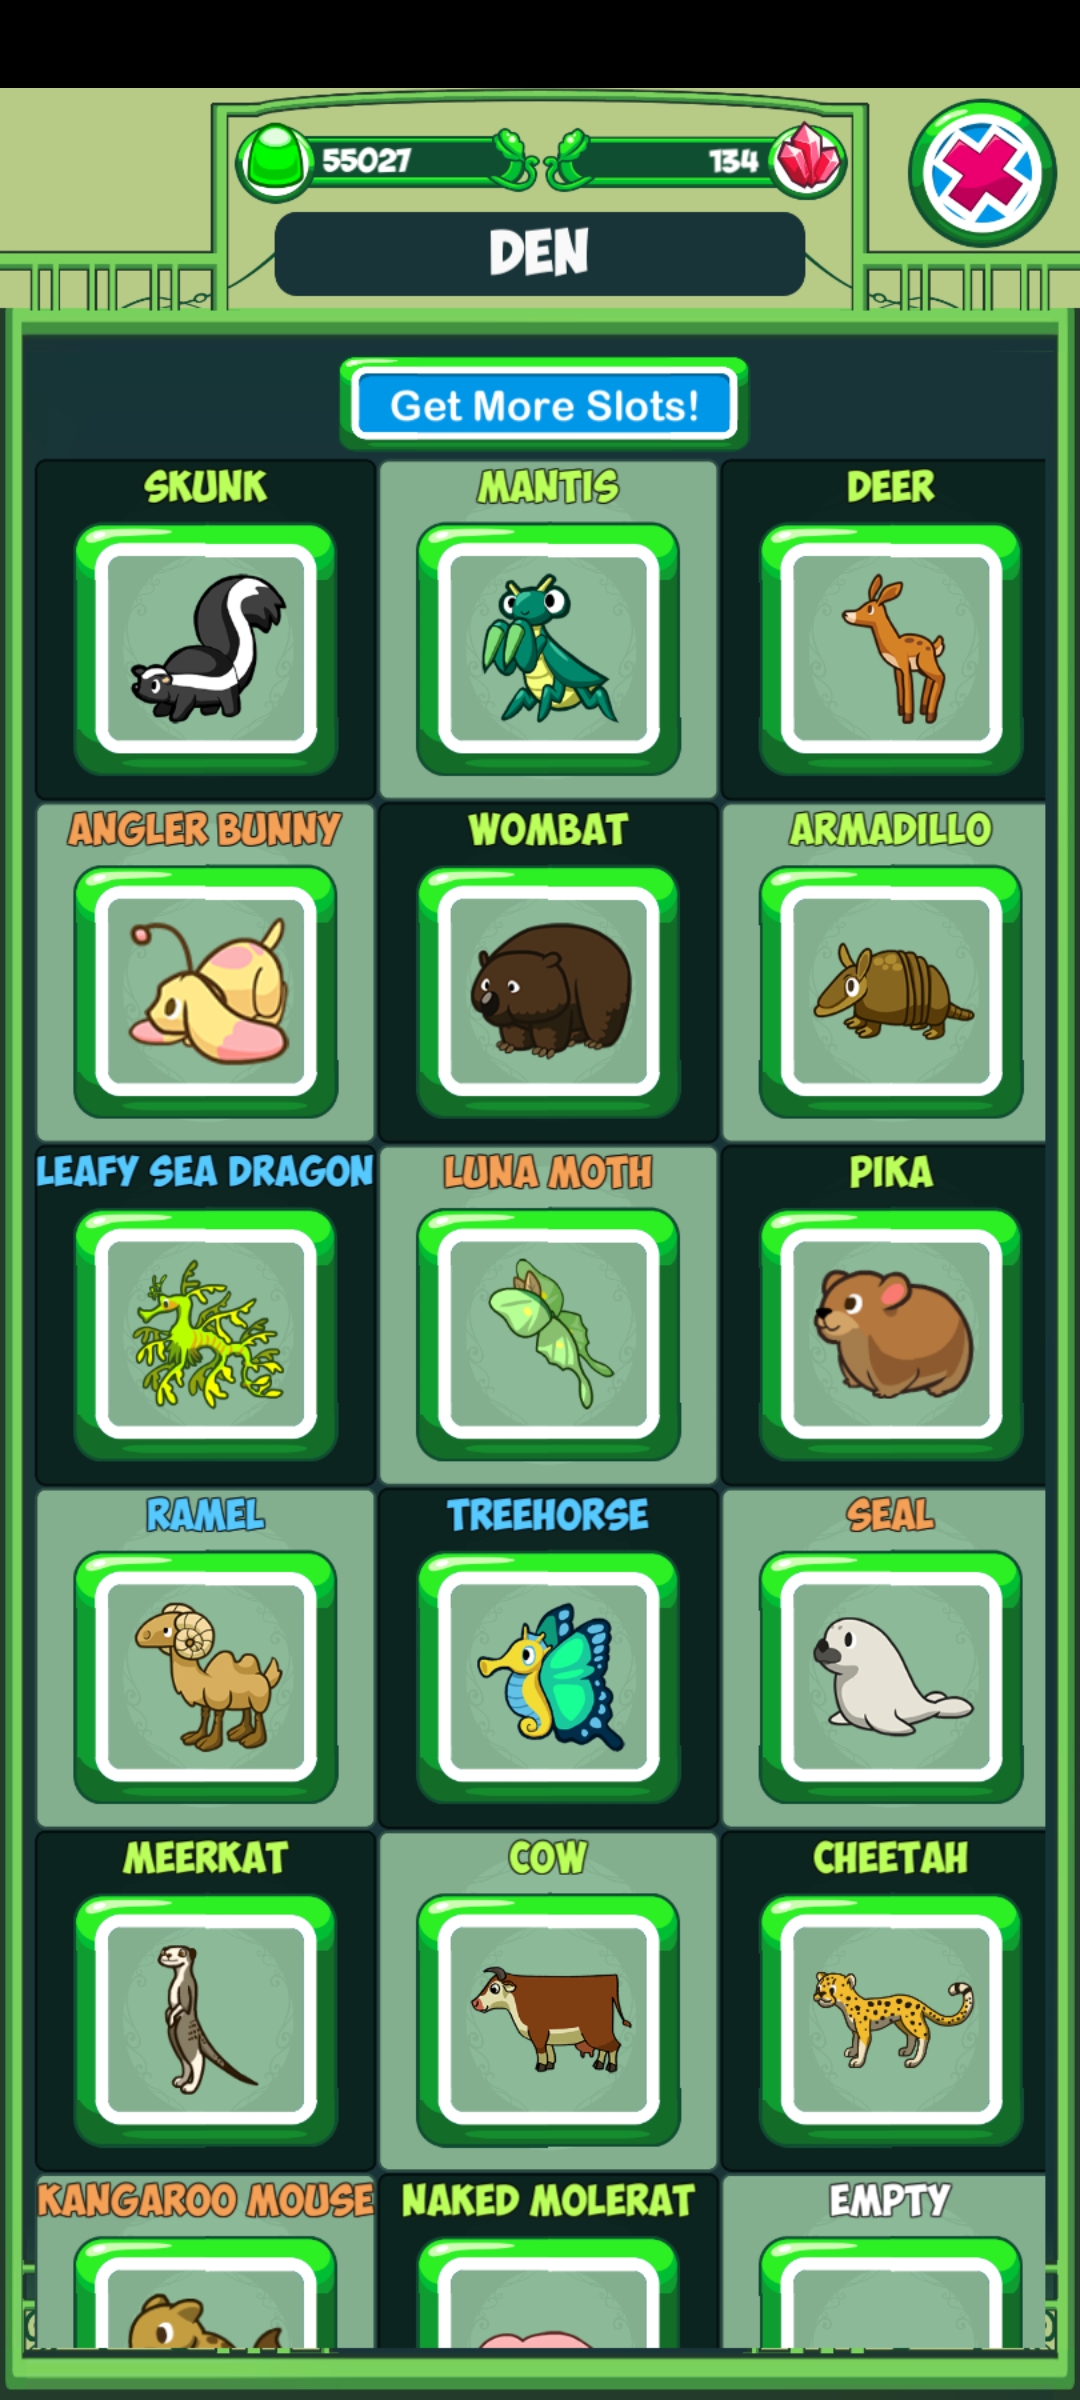 55027
134
DEN
Get More Slots!
SKUNK
MANTIS
DEER
ANGLER BUNNY
WOMBAT
ARMADILLO
LEAFY SEA DRAGON
LUNA MOTH
PIKA
RAMEL
TREEHORSE
SEAL
MEERKAT
COW
CHEETAH
KANGAROO MOUSE
NAKED MOLERAT
EMPTY